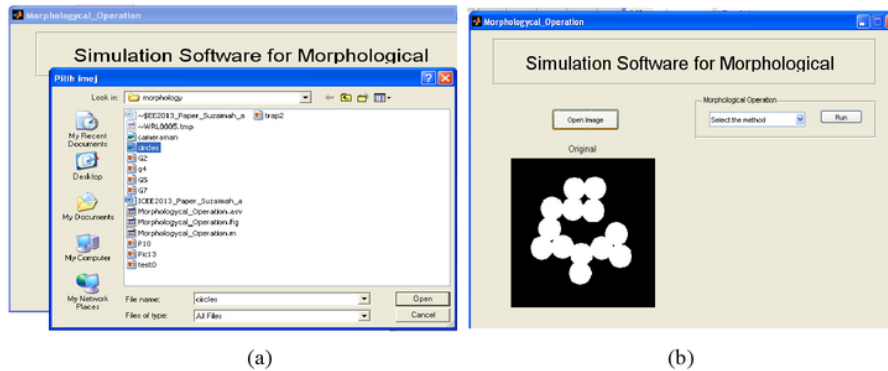 Morphologycal_Operation
Simulation Software for Morphological
Pilih imej
Look in:
morphology
My Recent Documents
Desktop
My Documents
My Computer
My Network Places
~$EE2013_Paper_Suzaimah_a
~WRL0005.tmp
cameraman
circles
G2
g4
G5
G7
ICEE2013_Paper_Suzaimah_a
Morphologycal_Operation.asv
Morphologycal_Operation.fig
Morphologycal_Operation.m
P10
Pic13
test0
trap2
File name:
circles
Open
Files of type:
All Files
Cancel
(a)
Morphologycal_Operation
Simulation Software for Morphological
Open Image
Morphological Operation
Select the method
Run
Original
(b)